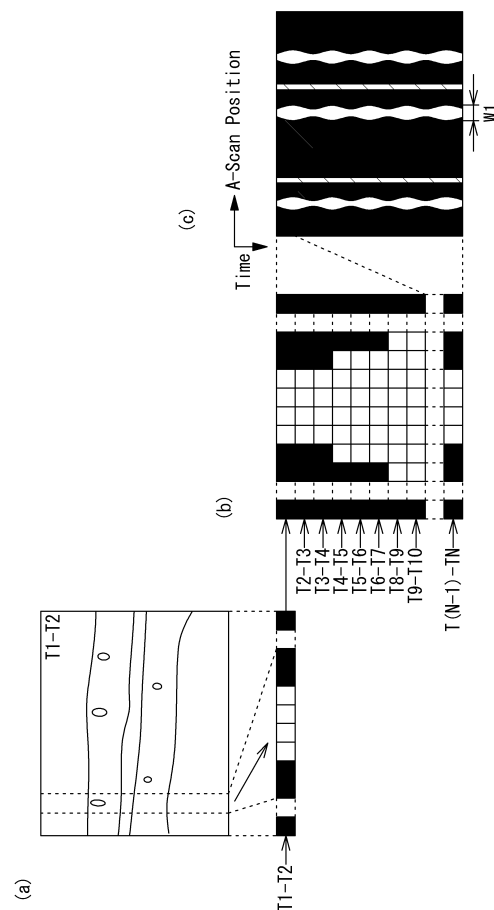 (a)
T1-T2
T1-T2
(b)
T2-T3
T3-T4
T4-T5
T5-T6
T6-T7
T8-T9
T9-T10
T(N-1)-TN
(c)
A-Scan Position
Time
W1